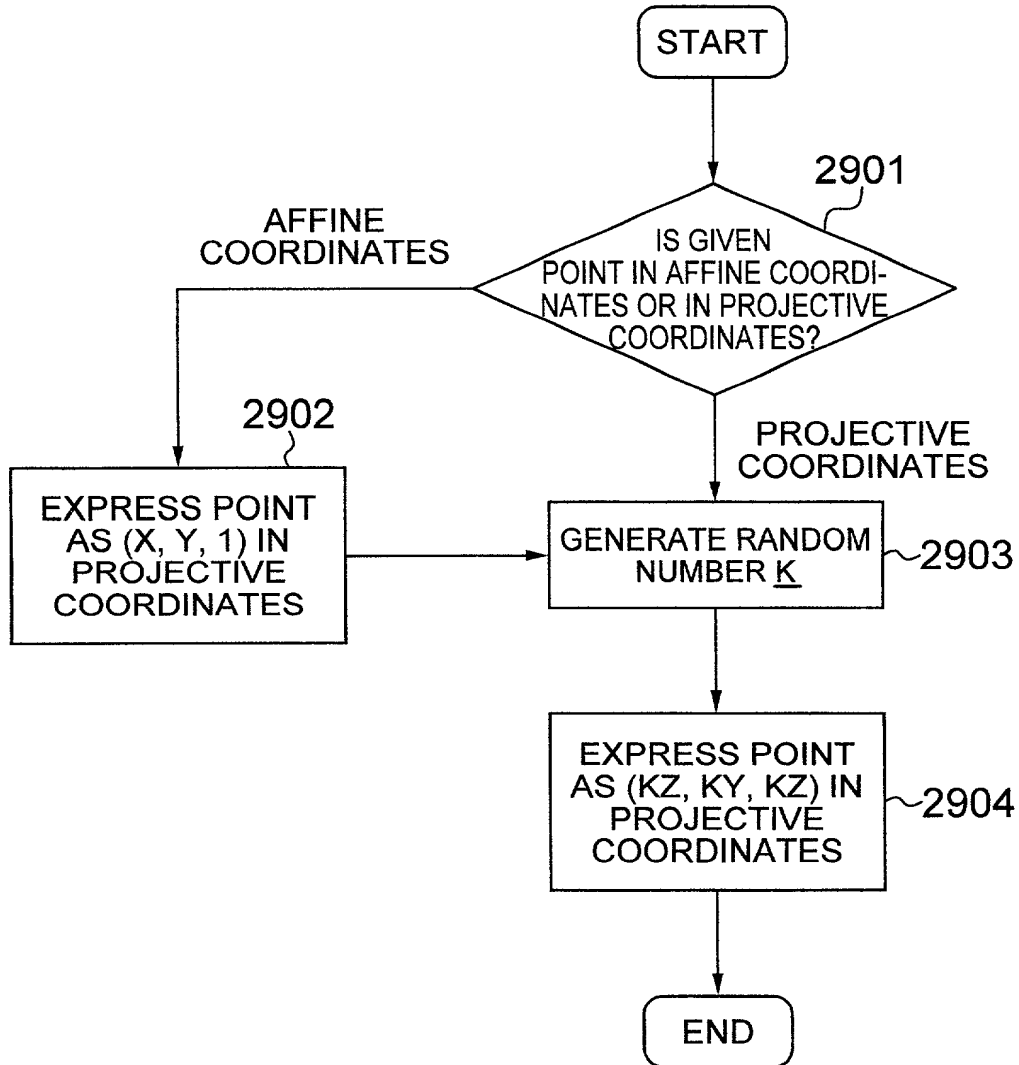 START
2901
AFFINE
COORDINATES
IS GIVEN
POINT IN AFFINE COORDI-
NATES OR IN PROJECTIVE
COORDINATES?
2902
PROJECTIVE
COORDINATES
EXPRESS POINT
AS (X, Y, 1) IN
PROJECTIVE
COORDINATES
GENERATE RANDOM
NUMBER K
2903
EXPRESS POINT
AS (KZ, KY, KZ) IN
PROJECTIVE
COORDINATES
2904
END